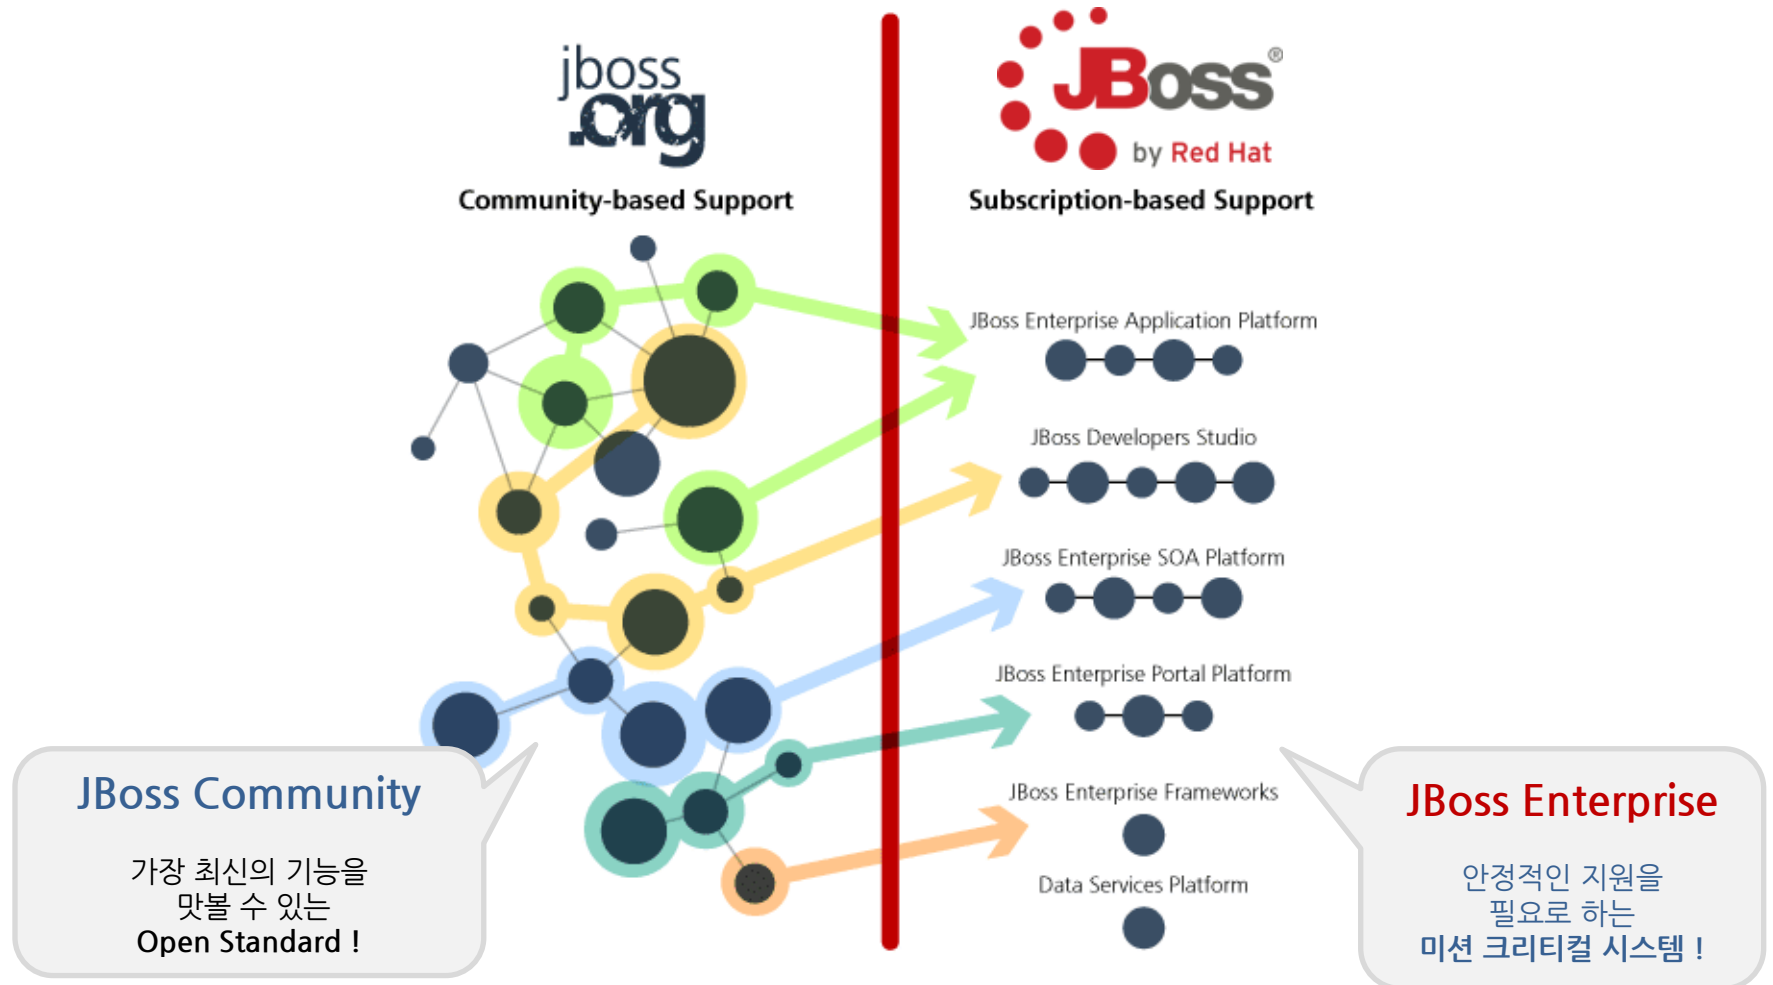 jboss
.org
Community-based Support
JBoss®
by Red Hat
Subscription-based Support
JBoss Enterprise Application Platform
JBoss Developers Studio
JBoss Enterprise SOA Platform
JBoss Enterprise Portal Platform
JBoss Enterprise Frameworks
Data Services Platform
JBoss Community
가장 최신의 기능을
맛볼 수 있는
Open Standard !
JBoss Enterprise
안정적인 지원을
필요로 하는
미션 크리티컬 시스템 !